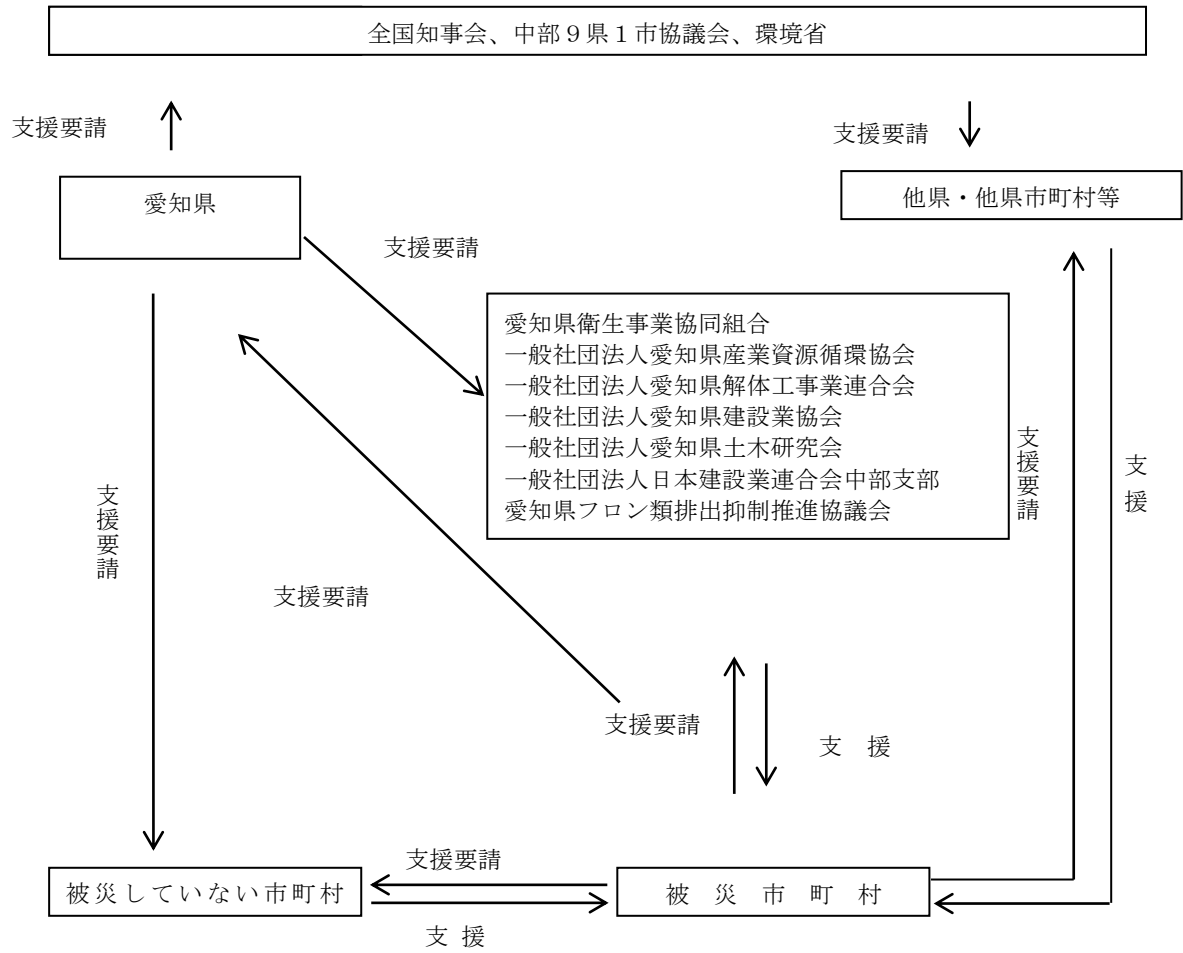 全国知事会、中部９県１市協議会、環境省
支援要請
支援要請
愛知県
他県・他県市町村等
支援要請
愛知県衛生事業協同組合
一般社団法人愛知県産業資源循環協会
一般社団法人愛知県解体工事業連合会
一般社団法人愛知県建設業協会
一般社団法人愛知県土木研究会
一般社団法人日本建設業連合会中部支部
愛知県フロン類排出抑制推進協議会
支援要請
支援
支援要請
支援要請
支援要請
支　援
支援要請
被災していない市町村
被　災　市　町　村
支 援